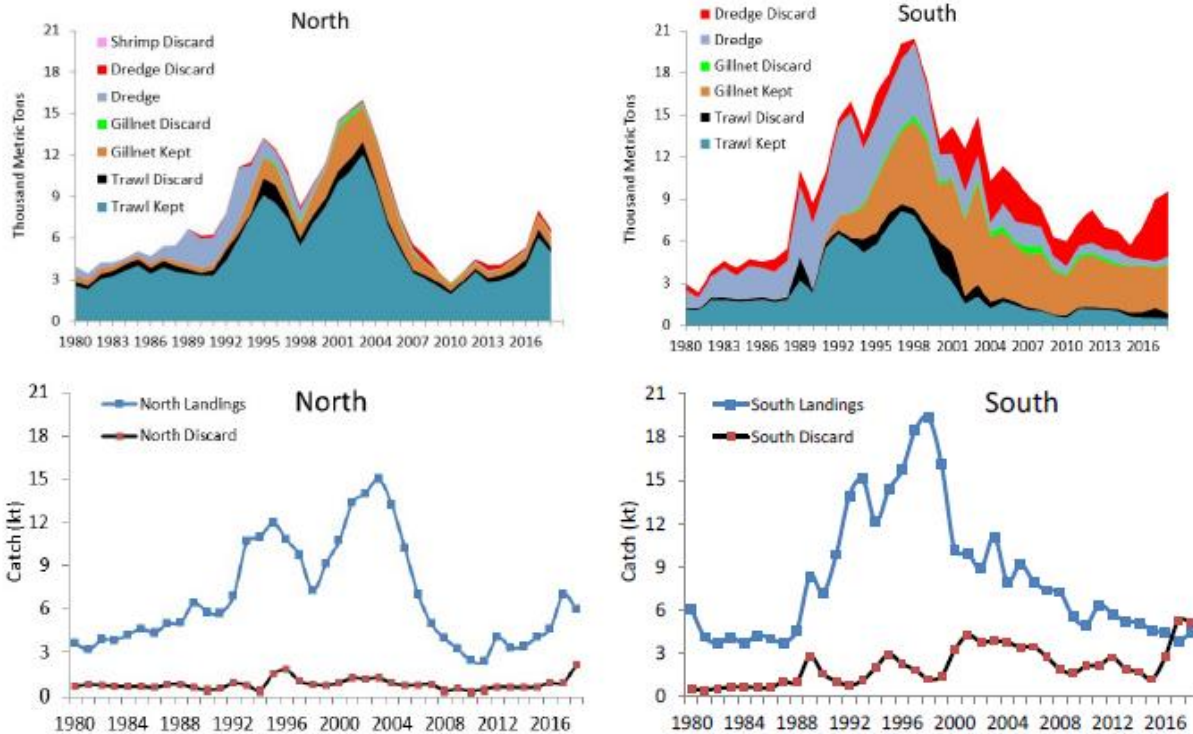 North
Shrimp Discard
Dredge Discard
Dredge
Gillnet Discard
Gillnet Kept
Trawl Discard
Trawl Kept
Thousand Metric Tons
21
18
15
12
9
6
3
0
1980 1983 1986 1989 1992 1995 1998 2001 2004 2007 2010 2013 2016
South
Dredge Discard
Dredge
Gillnet Discard
Gillnet Kept
Trawl Discard
Trawl Kept
Thousand Metric Tons
21
18
15
12
9
6
3
0
1980 1983 1986 1989 1992 1995 1998 2001 2004 2007 2010 2013 2016
North
North Landings
North Discard
Catch (kt)
21
18
15
12
9
6
3
0
1980 1984 1988 1992 1996 2000 2004 2008 2012 2016
South
South Landings
South Discard
Catch (kt)
21
18
15
12
9
6
3
0
1980 1984 1988 1992 1996 2000 2004 2008 2012 2016